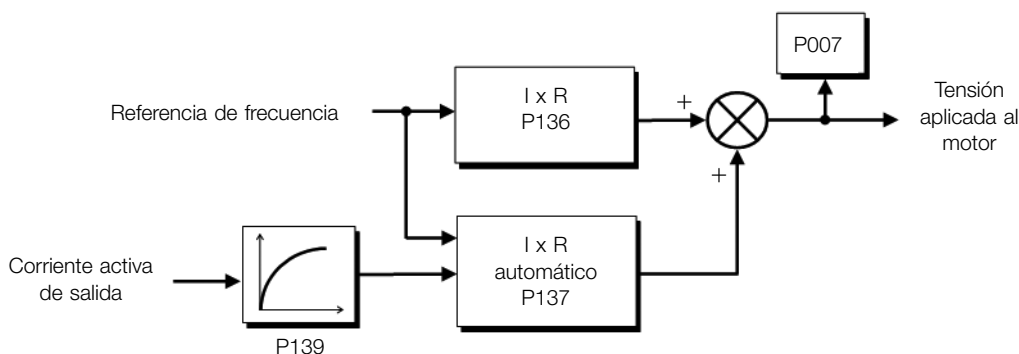 P007
I x R
P136
Referencia de frecuencia
+
Tensión
aplicada al
motor
+
I x R
automático
P137
Corriente activa
de salida
P139